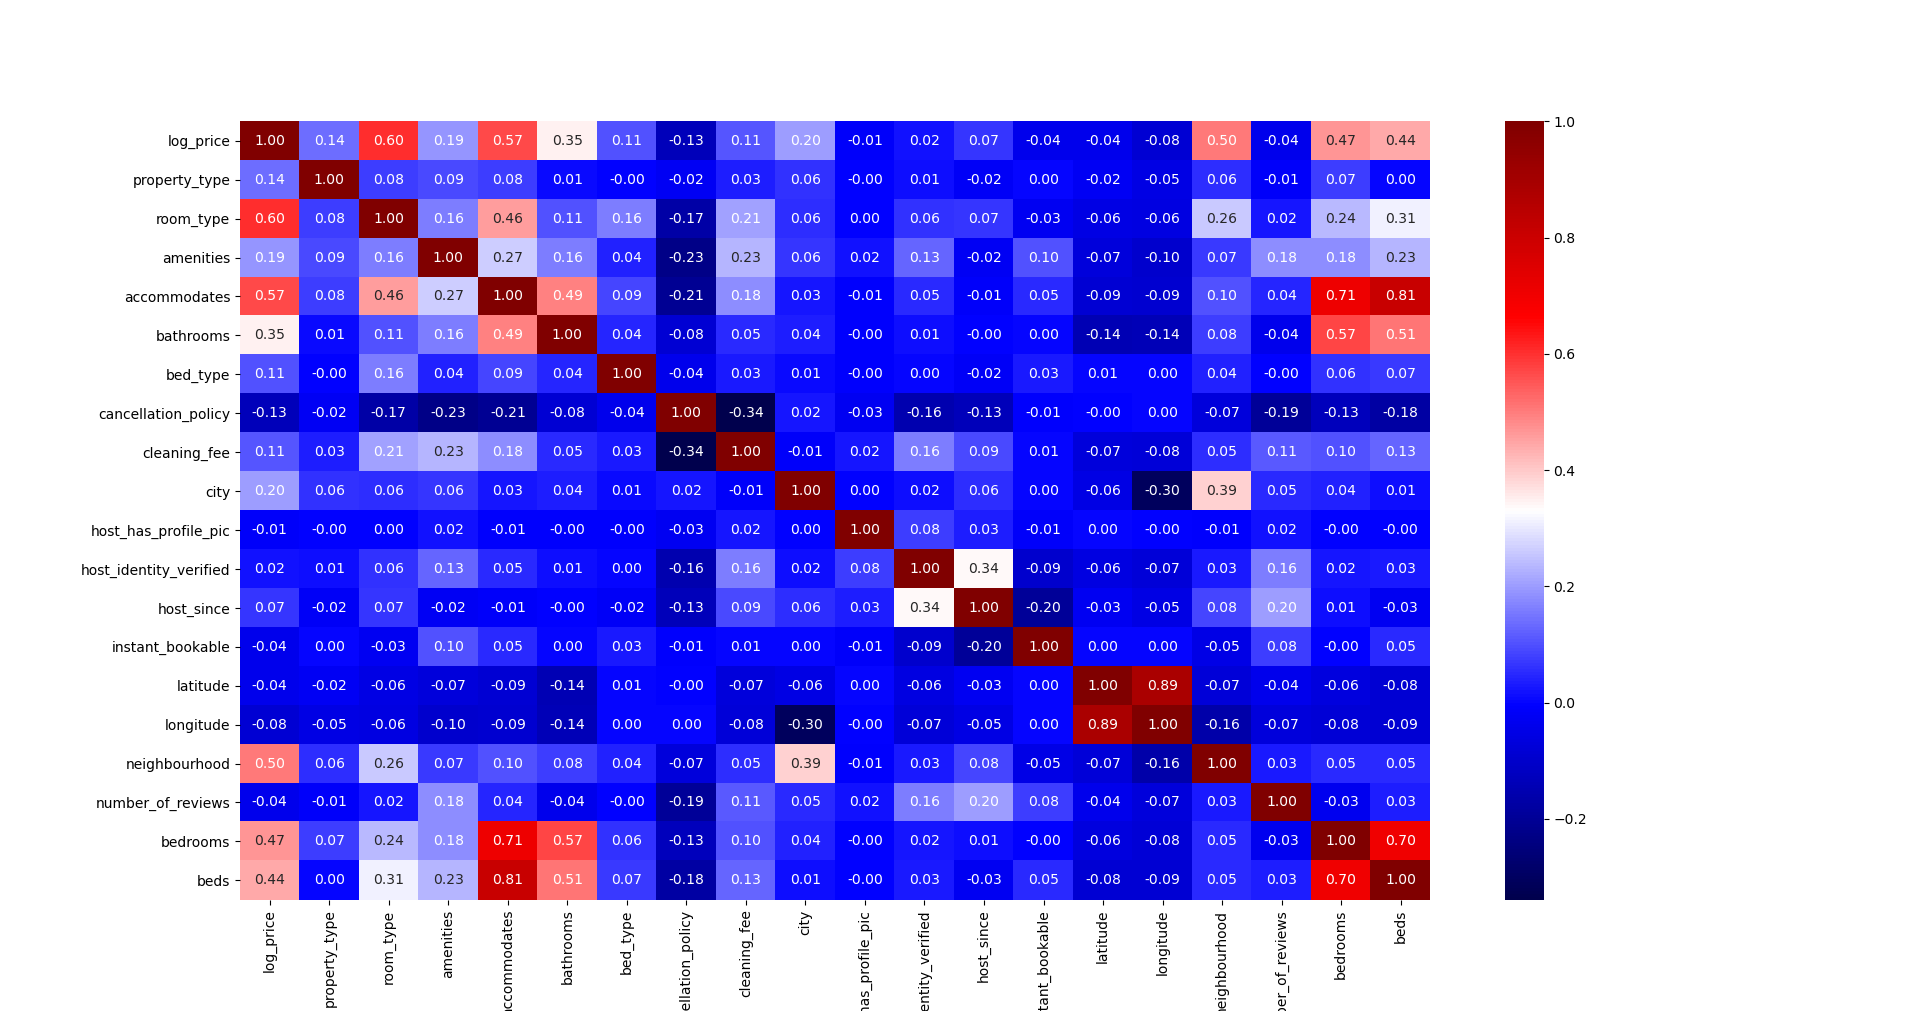 log_price 1.00 0.14 0.60 0.19 0.57 0.35 0.11 -0.13 0.11 0.20 -0.01 0.02 0.07 -0.04 -0.04 -0.08 0.50 -0.04 0.47 0.44
property_type 0.14 1.00 0.08 0.09 0.08 0.01 -0.00 -0.02 0.03 0.06 -0.00 0.01 -0.02 0.00 -0.02 -0.05 0.06 -0.01 0.07 0.00
room_type 0.60 0.08 1.00 0.16 0.46 0.11 0.16 -0.17 0.21 0.06 0.00 0.06 0.07 -0.03 -0.06 -0.06 0.26 0.02 0.24 0.31
amenities 0.19 0.09 0.16 1.00 0.27 0.16 0.04 -0.23 0.23 0.06 0.02 0.13 -0.02 0.10 -0.07 -0.10 0.07 0.18 0.18 0.23
accommodates 0.57 0.08 0.46 0.27 1.00 0.49 0.09 -0.21 0.18 0.03 -0.01 0.05 -0.01 0.05 -0.09 -0.09 0.10 0.04 0.71 0.81
bathrooms 0.35 0.01 0.11 0.16 0.49 1.00 0.04 -0.08 0.05 0.04 -0.00 0.01 -0.00 0.00 -0.14 -0.14 0.08 -0.04 0.57 0.51
bed_type 0.11 -0.00 0.16 0.04 0.09 0.04 1.00 -0.04 0.03 0.01 -0.00 0.00 -0.02 0.03 0.01 0.00 0.04 -0.00 0.06 0.07
cancellation_policy -0.13 -0.02 -0.17 -0.23 -0.21 -0.08 -0.04 1.00 -0.34 0.02 -0.03 -0.16 -0.13 -0.01 -0.00 0.00 -0.07 -0.19 -0.13 -0.18
cleaning_fee 0.11 0.03 0.21 0.23 0.18 0.05 0.03 -0.34 1.00 -0.01 0.02 0.16 0.09 0.01 -0.07 -0.08 0.05 0.11 0.10 0.13
city 0.20 0.06 0.06 0.06 0.03 0.04 0.01 0.02 -0.01 1.00 0.00 0.02 0.06 0.00 -0.06 -0.30 0.39 0.05 0.04 0.01
host_has_profile_pic -0.01 -0.00 0.00 0.02 -0.01 -0.00 -0.00 -0.03 0.02 0.00 1.00 0.08 0.03 -0.01 0.00 -0.00 -0.01 0.02 -0.00 -0.00
host_identity_verified 0.02 0.01 0.06 0.13 0.05 0.01 0.00 -0.16 0.16 0.02 0.08 1.00 0.34 -0.09 -0.06 -0.07 0.03 0.16 0.02 0.03
host_since 0.07 -0.02 0.07 -0.02 -0.01 -0.00 -0.02 -0.13 0.09 0.06 0.03 0.34 1.00 -0.20 -0.03 -0.05 0.08 0.20 0.01 -0.03
instant_bookable -0.04 0.00 -0.03 0.10 0.05 0.00 0.03 -0.01 0.01 0.00 -0.01 -0.09 -0.20 1.00 0.00 0.00 -0.05 0.08 -0.00 0.05
latitude -0.04 -0.02 -0.06 -0.07 -0.09 -0.14 0.01 -0.00 -0.07 -0.06 0.00 -0.06 -0.03 0.00 1.00 0.89 -0.07 -0.04 -0.06 -0.08
longitude -0.08 -0.05 -0.06 -0.10 -0.09 -0.14 0.00 0.00 -0.08 -0.30 -0.00 -0.07 -0.05 0.00 0.89 1.00 -0.16 -0.07 -0.08 -0.09
neighbourhood 0.50 0.06 0.26 0.07 0.10 0.08 0.04 -0.07 0.05 0.39 -0.01 0.03 0.08 -0.05 -0.07 -0.16 1.00 0.03 0.05 0.05
number_of_reviews -0.04 -0.01 0.02 0.18 0.04 -0.04 -0.00 -0.19 0.11 0.05 0.02 0.16 0.20 0.08 -0.04 -0.07 0.03 1.00 -0.03 0.03
bedrooms 0.47 0.07 0.24 0.18 0.71 0.57 0.06 -0.13 0.10 0.04 -0.00 0.02 0.01 -0.00 -0.06 -0.08 0.05 -0.03 1.00 0.70
beds 0.44 0.00 0.31 0.23 0.81 0.51 0.07 -0.18 0.13 0.01 -0.00 0.03 -0.03 0.05 -0.08 -0.09 0.05 0.03 0.70 1.00
log_price
property_type
room_type
amenities
accommodates
bathrooms
bed_type
ellation_policy
cleaning_fee
city
has_profile_pic
entity_verified
host_since
tant_bookable
latitude
longitude
neighbourhood
ber_of_reviews
bedrooms
beds
1.0
0.8
0.6
0.4
0.2
0.0
−0.2